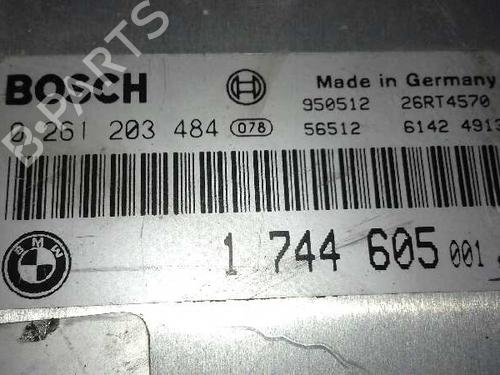 BOSCH
Made in Germany
950512 26RT4570
0 261 203 484 078 56512 6142 4913
BMW
1 744 605 001
B-PARTS